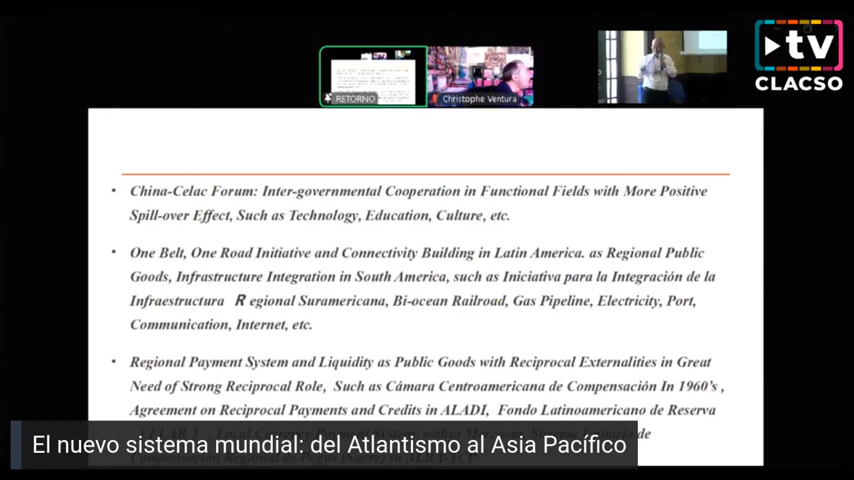 tv
CLACSO
RETORNO
Christophe Ventura
• China-Celac Forum: Inter-governmental Cooperation in Functional Fields with More Positive
Spill-over Effect, Such as Technology, Education, Culture, etc.
• One Belt, One Road Initiative and Connectivity Building in Latin America. as Regional Public
Goods, Infrastructure Integration in South America, such as Iniciativa para la Integración de la
Infraestructura R egional Suramericana, Bi-ocean Railroad, Gas Pipeline, Electricity, Port,
Communication, Internet, etc.
• Regional Payment System and Liquidity as Public Goods with Reciprocal Externalities in Great
Need of Strong Reciprocal Role, Such as Cámara Centroamericana de Compensación In 1960's ,
Agreement on Reciprocal Payments and Credits in ALADI, Fondo Latinoamericano de Reserva
de
El nuevo sistema mundial: del Atlantismo al Asia Pacífico